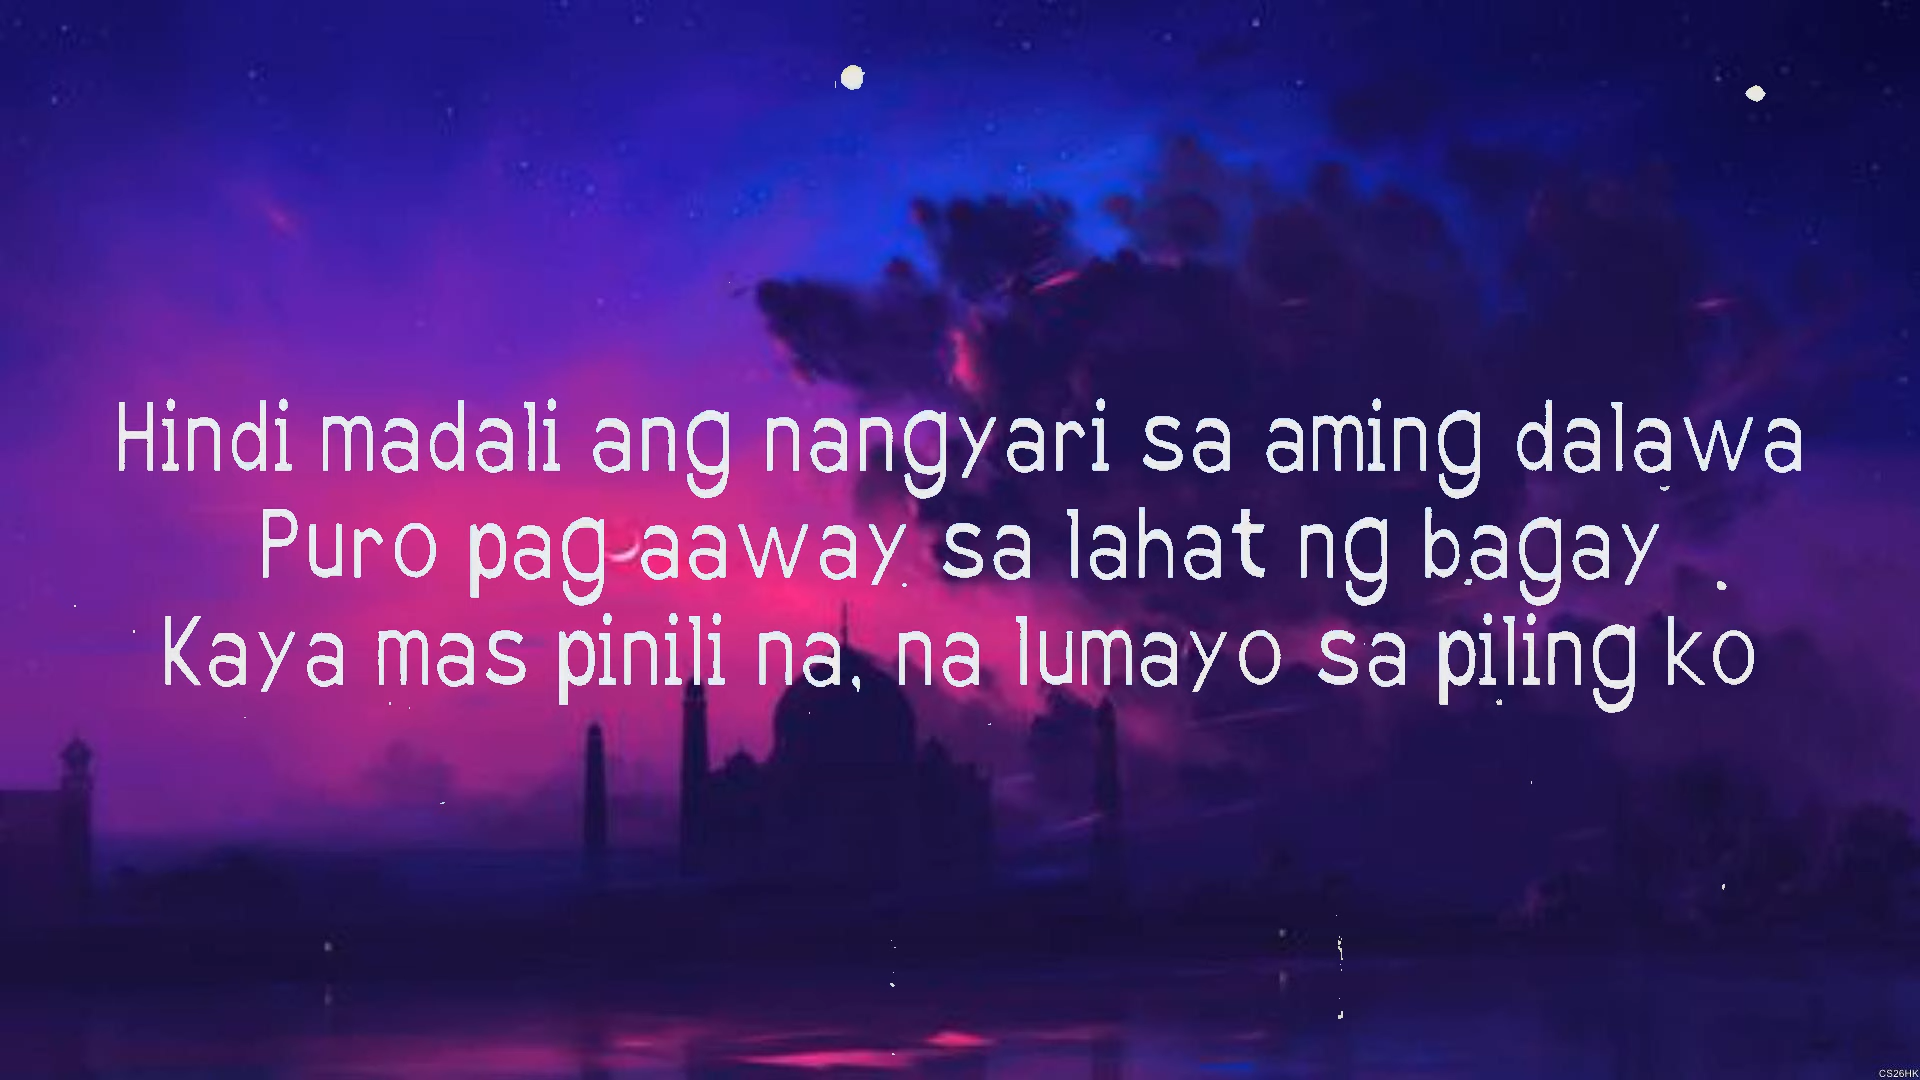 Hindi madali ang nangyari sa aming dalawa
Puro pag aaway sa lahat ng bagay
Kaya mas pinili na, na lumayo sa piling ko
CS26HK